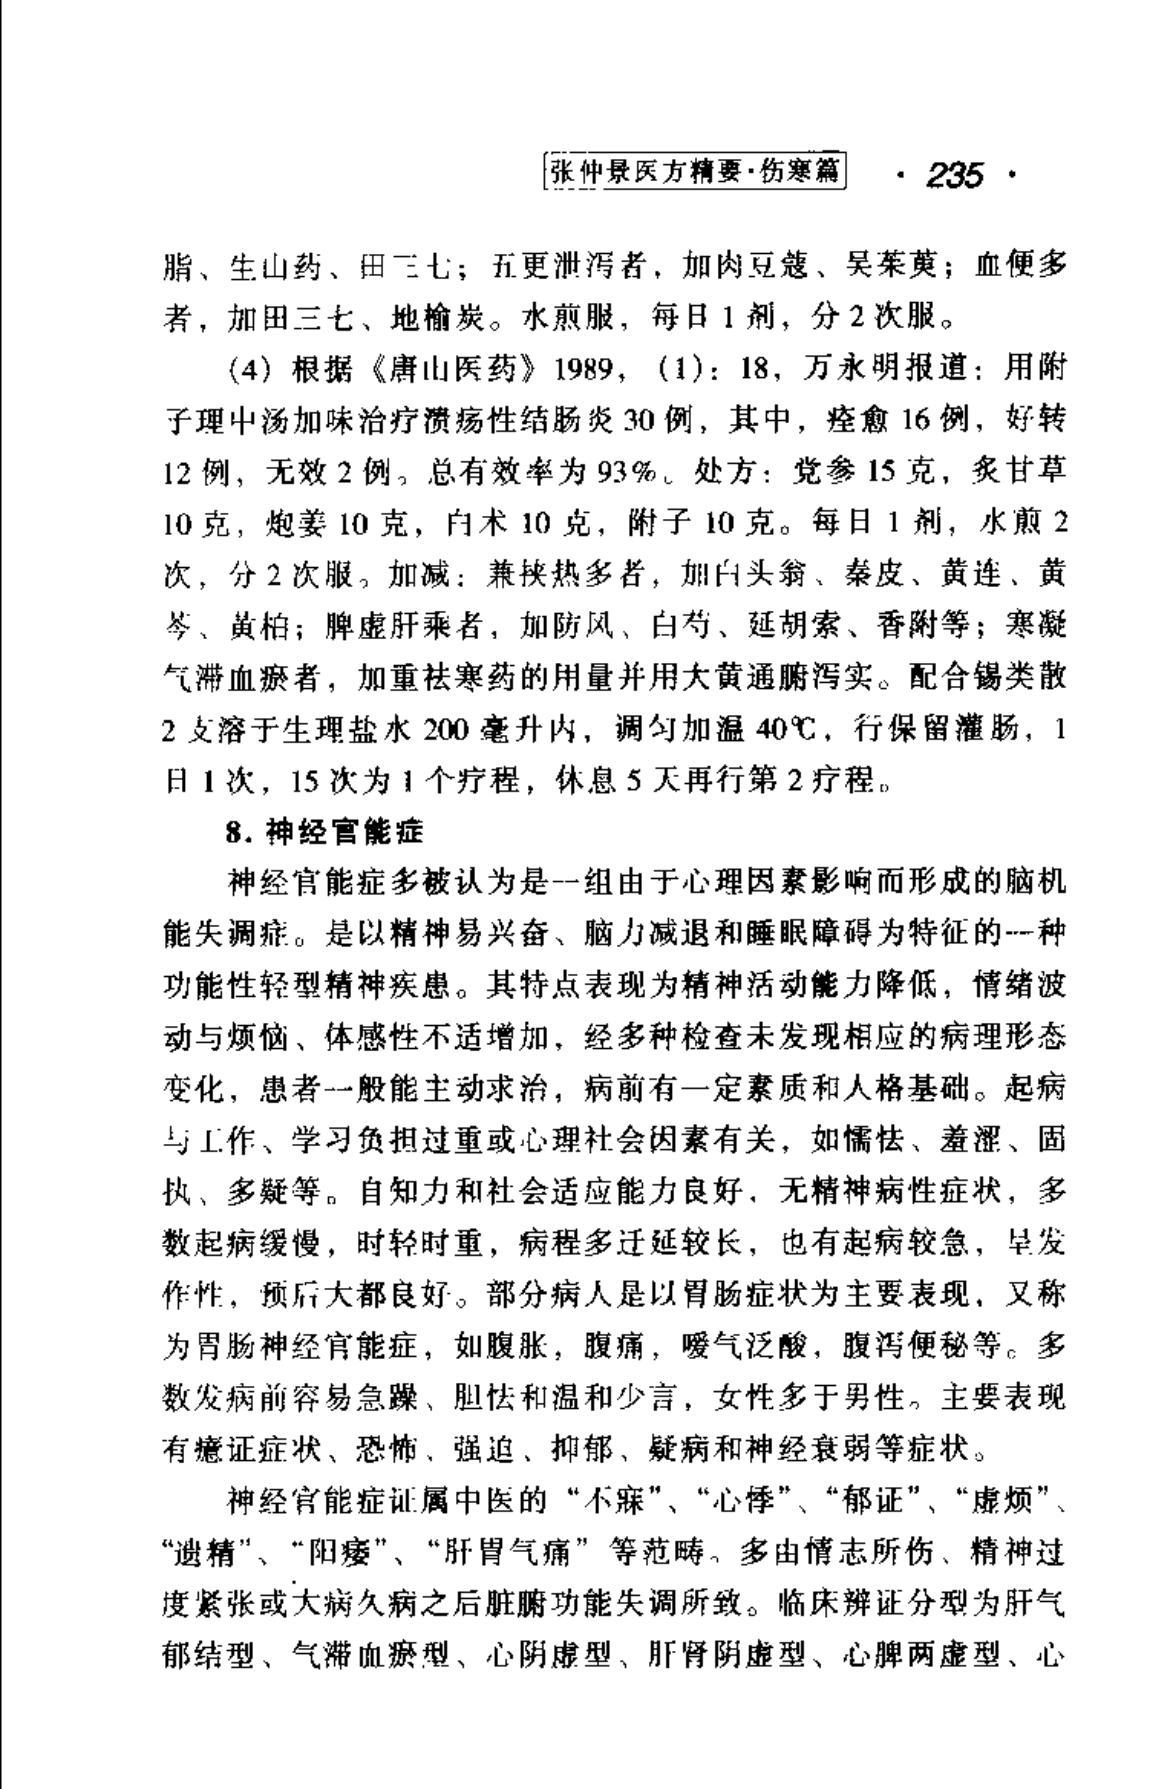 张仲景医方精要·伤寒篇 · 235 ·
脂、生山药、田三七；五更泄泻者，加肉豆蔻、吴茱萸；血便多
者，加田三七、地榆炭。水煎服，每日1剂，分2次服。
(4) 根据《唐山医药》1989，(1)：18，万永明报道：用附
子理中汤加味治疗溃疡性结肠炎30例，其中，痊愈16例，好转
12例，无效2例。总有效率为93%。处方：党参15克，炙甘草
10克，炮姜10克，白术10克，附子10克。每日1剂，水煎2
次，分2次服。加减：兼挟热多者，加白头翁、秦皮、黄连、黄
芩、黄柏；脾虚肝乘者，加防风、白芍、延胡索、香附等；寒凝
气滞血瘀者，加重祛寒药的用量并用大黄通腑泻实。配合锡类散
2支溶于生理盐水200毫升内，调匀加温40℃，行保留灌肠，1
日1次，15次为1个疗程，休息5天再行第2疗程。
8. 神经官能症
神经官能症多被认为是一组由于心理因素影响而形成的脑机
能失调症。是以精神易兴奋、脑力减退和睡眠障碍为特征的一种
功能性轻型精神疾患。其特点表现为精神活动能力降低，情绪波
动与烦恼、体感性不适增加，经多种检查未发现相应的病理形态
变化，患者一般能主动求治，病前有一定素质和人格基础。起病
与工作、学习负担过重或心理社会因素有关，如懦怯、羞涩、固
执、多疑等。自知力和社会适应能力良好，无精神病性症状，多
数起病缓慢，时轻时重，病程多迁延较长，也有起病较急，呈发
作性，预后大都良好。部分病人是以胃肠症状为主要表现，又称
为胃肠神经官能症，如腹胀，腹痛，嗳气泛酸，腹泻便秘等。多
数发病前容易急躁、胆怯和温和少言，女性多于男性。主要表现
有癔证症状、恐怖、强迫、抑郁、疑病和神经衰弱等症状。
神经官能症证属中医的“不寐”、“心悸”、“郁证”、“虚烦”、
“遗精”、“阳痿”、“肝胃气痛”等范畴。多由情志所伤、精神过
度紧张或大病久病之后脏腑功能失调所致。临床辨证分型为肝气
郁结型、气滞血瘀型、心阴虚型、肝肾阴虚型、心脾两虚型、心